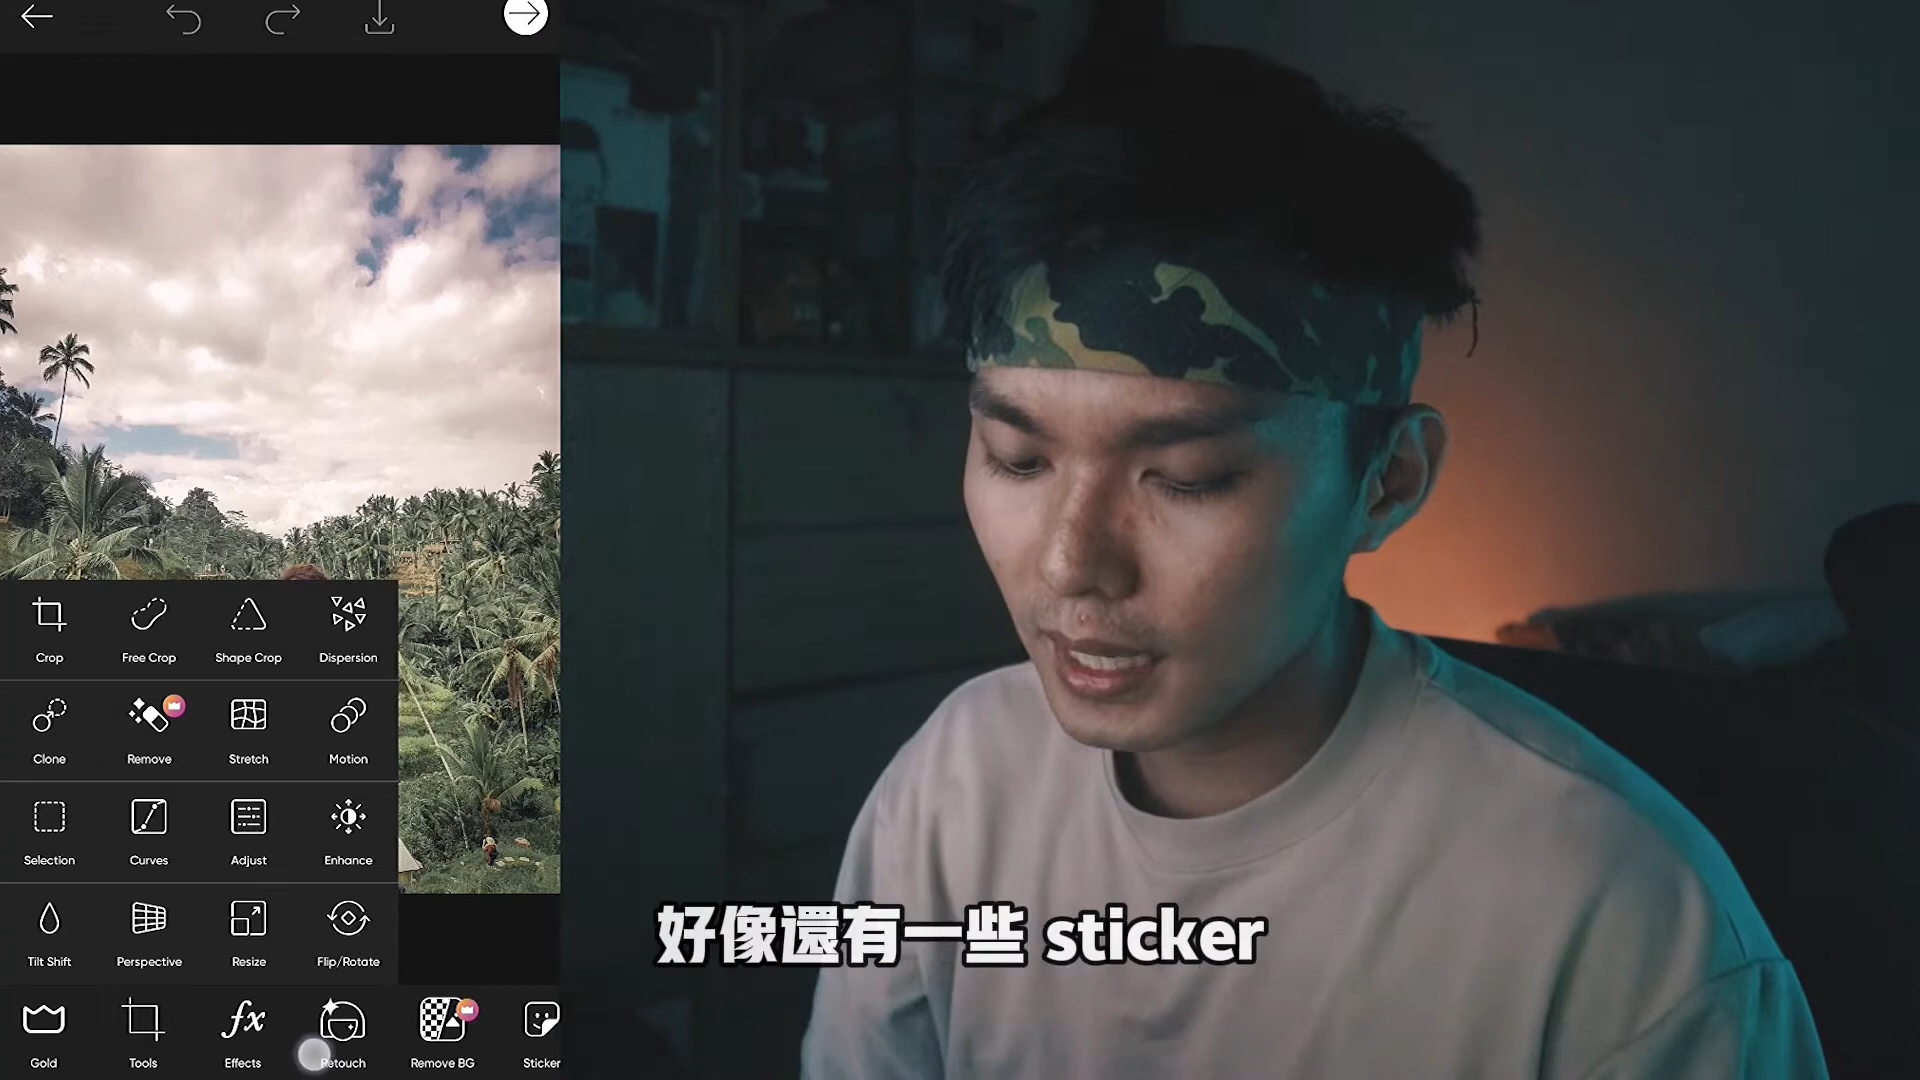 Crop
Free Crop
Shape Crop
Dispersion
Clone
Remove
Stretch
Motion
Selection
Curves
Adjust
Enhance
Tilt Shift
Perspective
Resize
Flip/Rotate
Gold
Tools
fx
Effects
Retouch
Remove BG
Sticker
好像還有一些 sticker